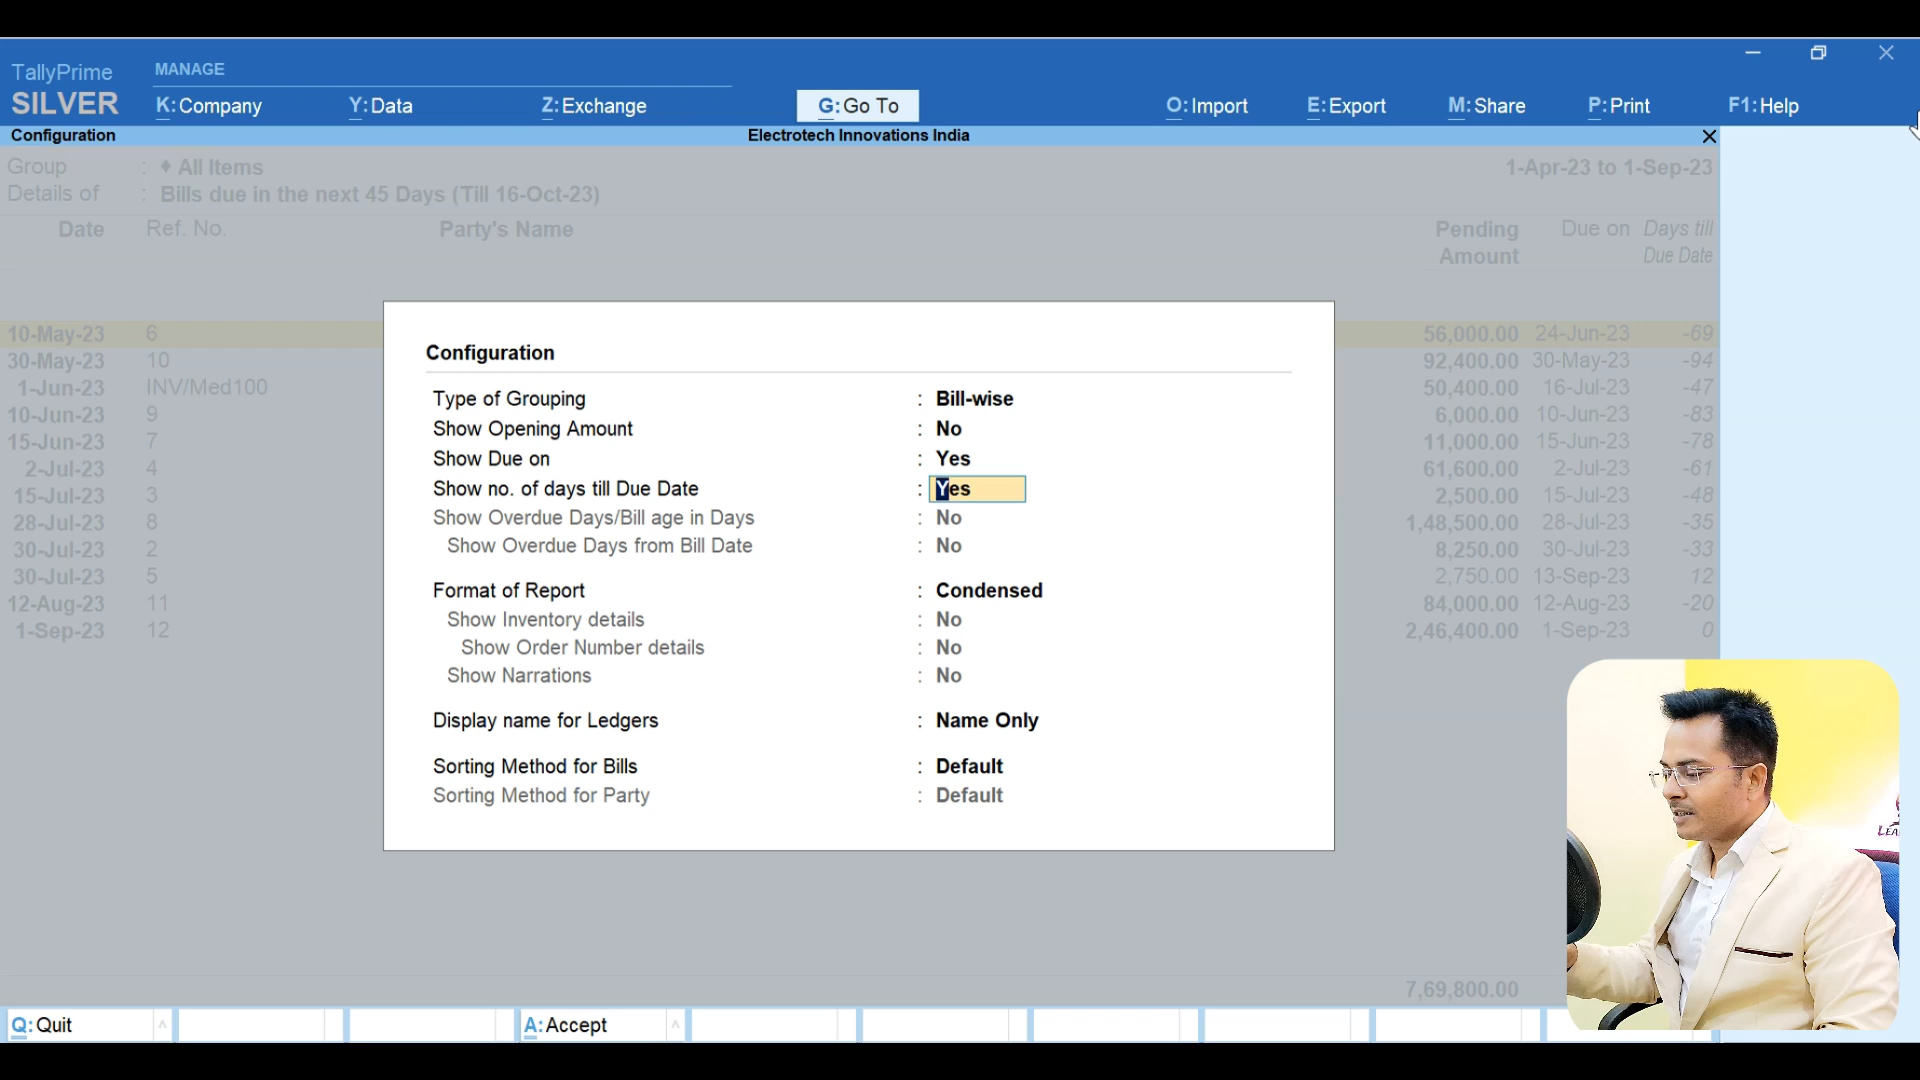 TallyPrime
SILVER
MANAGE
K:Company
Y:Data
Z:Exchange
G:Go To
O:Import
E:Export
M:Share
P:Print
F1:Help
Configuration
Electrotech Innovations India
Group : ♦ All Items
1-Apr-23 to 1-Sep-23
Details of : Bills due in the next 45 Days (Till 16-Oct-23)
Date Ref. No. Party's Name Pending Amount Due on Days till Due Date
10-May-23 6 56,000.00 24-Jun-23 -69
30-May-23 10 92,400.00 30-May-23 -94
1-Jun-23 INV/Med100 50,400.00 16-Jul-23 -47
10-Jun-23 9 6,000.00 10-Jun-23 -83
15-Jun-23 7 11,000.00 15-Jun-23 -78
2-Jul-23 4 61,600.00 2-Jul-23 -61
15-Jul-23 3 2,500.00 15-Jul-23 -48
28-Jul-23 8 1,48,500.00 28-Jul-23 -35
30-Jul-23 2 8,250.00 30-Jul-23 -33
30-Jul-23 5 2,750.00 13-Sep-23 12
12-Aug-23 11 84,000.00 12-Aug-23 -20
1-Sep-23 12 2,46,400.00 1-Sep-23 0
Configuration
Type of Grouping : Bill-wise
Show Opening Amount : No
Show Due on : Yes
Show no. of days till Due Date : Yes
Show Overdue Days/Bill age in Days : No
Show Overdue Days from Bill Date : No
Format of Report : Condensed
Show Inventory details : No
Show Order Number details : No
Show Narrations : No
Display name for Ledgers : Name Only
Sorting Method for Bills : Default
Sorting Method for Party : Default
7,69,800.00
Q:Quit
A:Accept